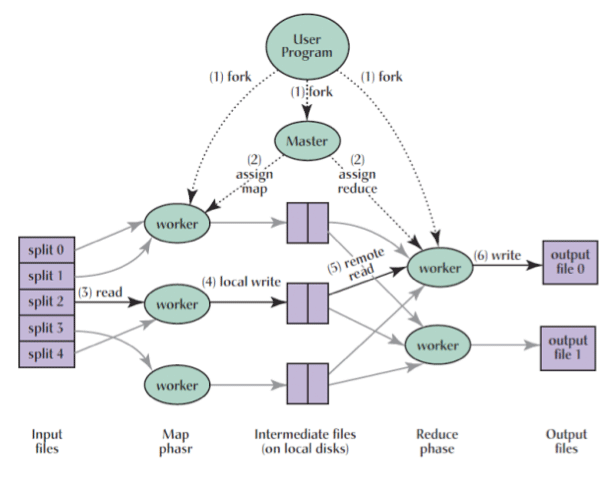 User
Program
(1) fork
(1) fork
(1) fork
Master
(2)
assign
map
(2)
assign
reduce
worker
split 0
split 1
split 2
split 3
split 4
(3) read
worker
(4) local write
(5) remote
read
worker
(6) write
output
file 0
worker
output
file 1
worker
Input
files
Map
phasr
Intermediate files
(on local disks)
Reduce
phase
Output
files